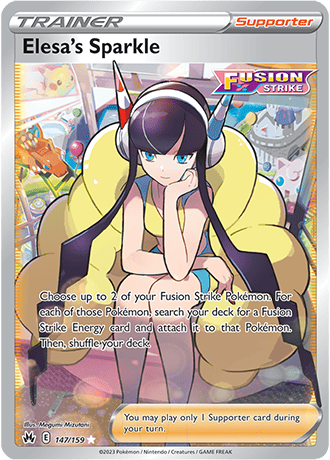 TRAINER
Supporter
Elesa's Sparkle
FUSION
STRIKE
Choose up to 2 of your Fusion Strike Pokémon. For
each of those Pokémon, search your deck for a Fusion
Strike Energy card and attach it to that Pokémon.
Then, shuffle your deck.
Illus. Megumi Mizutani
E
147/159
You may play only 1 Supporter card during
your turn.
©2023 Pokémon / Nintendo / Creatures / GAME FREAK